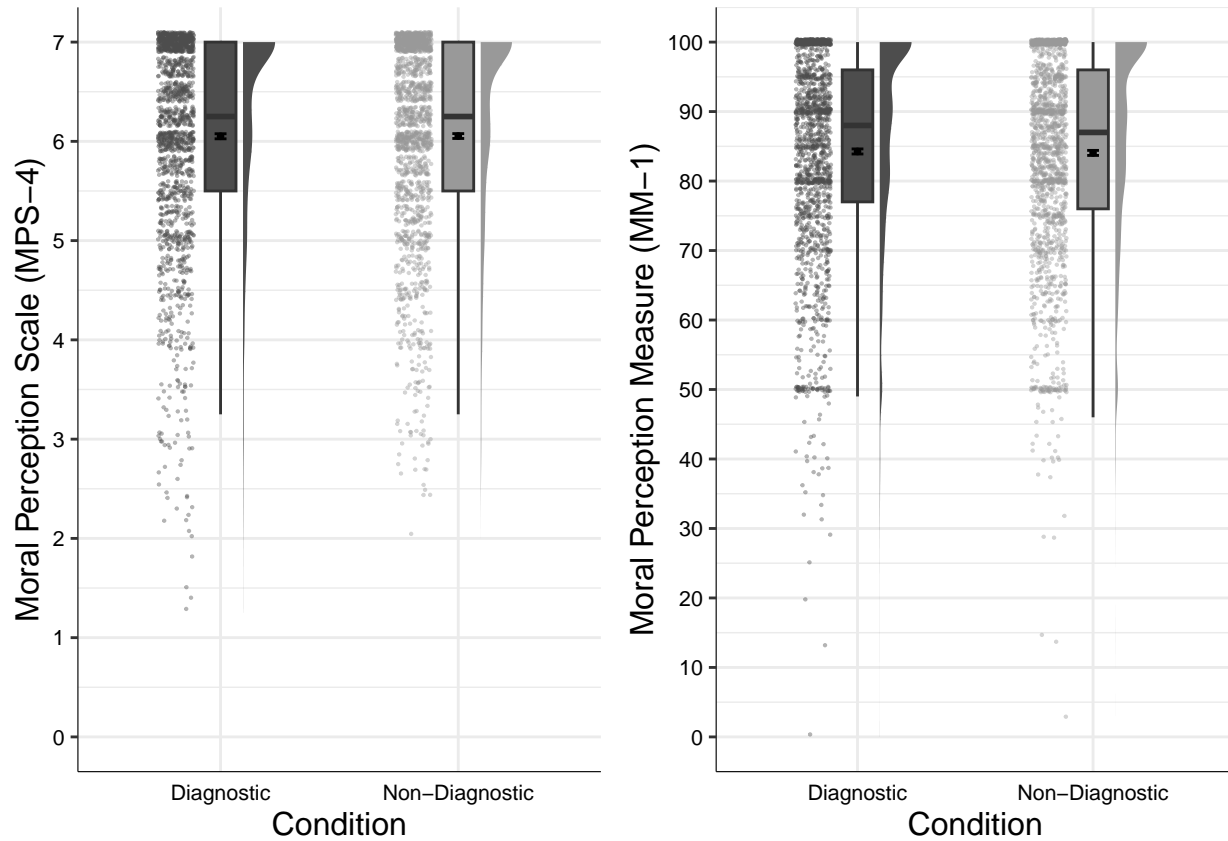 Moral Perception Scale (MPS−4)
7
6
5
4
3
2
1
0
Diagnostic
Non−Diagnostic
Condition
Moral Perception Measure (MM−1)
100
90
80
70
60
50
40
30
20
10
0
Diagnostic
Non−Diagnostic
Condition